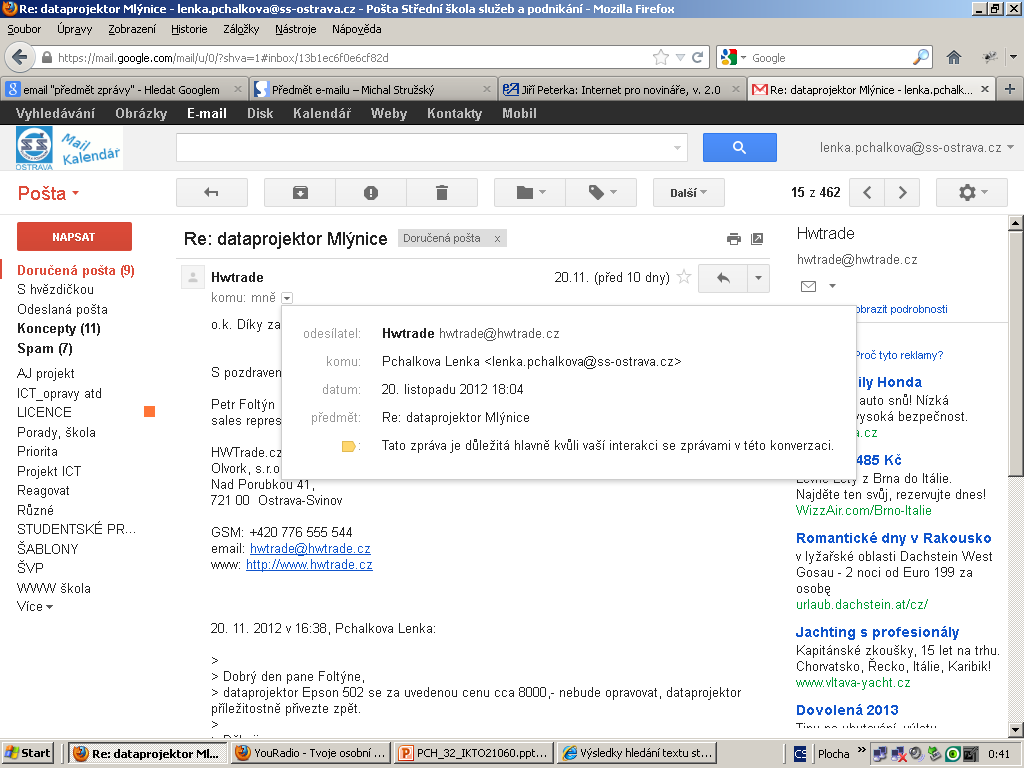 Re: dataprojektor Mlýnice - lenka.pchalkova@ss-ostrava.cz - Pošta Střední škola služeb a podnikání - Mozilla Firefox
Soubor Úpravy Zobrazení Historie Záložky Nástroje Nápověda
https://mail.google.com/mail/u/0/?shva=1#inbox/13b1ec6f0e6cf82d Google
email "předmět zprávy" - Hledat Googlem Předmět e-mailu – Michal Stružský Jiří Peterka: Internet pro novináře, v. 2.0 Re: dataprojektor Mlýnice - lenka.pchalk...
Vyhledávání Obrázky E-mail Disk Kalendář Weby Kontakty Mobil
OSTRAVA Mail Kalendář lenka.pchalkova@ss-ostrava.cz
Pošta Další 15 z 462
NAPSAT
Doručená pošta (9)
S hvězdičkou
Odeslaná pošta
Koncepty (11)
Spam (7)
AJ projekt
ICT_opravy atd
LICENCE
Porady, škola
Priorita
Projekt ICT
Reagovat
Různé
STUDENTSKÉ PR...
ŠABLONY
ŠVP
WWW škola
Více
Re: dataprojektor Mlýnice Doručená pošta x
Hwtrade 20.11. (před 10 dny)
komu: mně
o.k. Díky za
odesílatel: Hwtrade hwtrade@hwtrade.cz
komu: Pchalkova Lenka <lenka.pchalkova@ss-ostrava.cz>
datum: 20. listopadu 2012 18:04
předmět: Re: dataprojektor Mlýnice
: Tato zpráva je důležitá hlavně kvůli vaší interakci se zprávami v této konverzaci.
S pozdraven
Petr Foltýn
sales repres
HWTrade.cz
Olvork, s.r.o
Nad Porubkou 41,
721 00 Ostrava-Svinov
GSM: +420 776 555 544
email: hwtrade@hwtrade.cz
www: http://www.hwtrade.cz
20. 11. 2012 v 16:38, Pchalkova Lenka:
>
> Dobrý den pane Foltýne,
> dataprojektor Epson 502 se za uvedenou cenu cca 8000,- nebude opravovat, dataprojektor
příležitostně přivezte zpět.
>
Hwtrade
hwtrade@hwtrade.cz
obrazit podrobnosti
Proč tyto reklamy?
ily Honda
auto snů! Nízká
vysoká bezpečnost.
a.cz
485 Kč
Levné Lety z Brna do Itálie.
Najděte ten svůj, rezervujte dnes!
WizzAir.com/Brno-Italie
Romantické dny v Rakousko
v lyžařské oblasti Dachstein West
Gosau - 2 noci od Euro 199 za
osobę
urlaub.dachstein.at/cz/
Jachting s profesionály
Kapitánské zkoušky, 15 let na trhu.
Chorvatsko, Řecko, Itálie, Karibik!
www.vltava-yacht.cz
Dovolená 2013
Start Re: dataprojektor Ml... YouRadio - Tvoje osobní ... PCH_32_IKTO21060.ppt... Výsledky hledání textu st... CS Plocha » 0:41